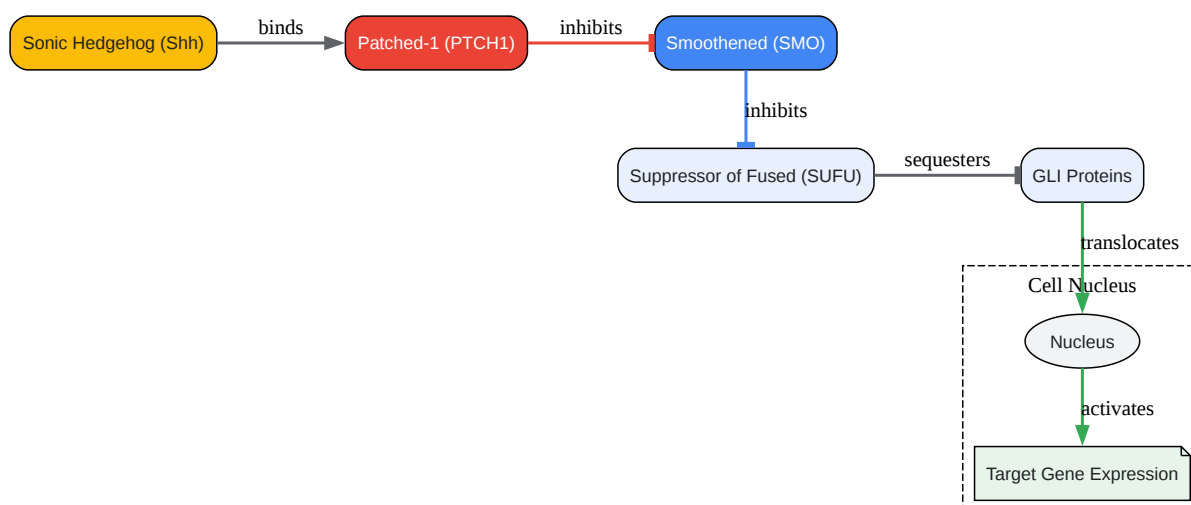 Sonic Hedgehog (Shh)
binds
Patched-1 (PTCH1)
inhibits
Smoothened (SMO)
inhibits
Suppressor of Fused (SUFU)
sequesters
GLI Proteins
translocates
Cell Nucleus
Nucleus
activates
Target Gene Expression